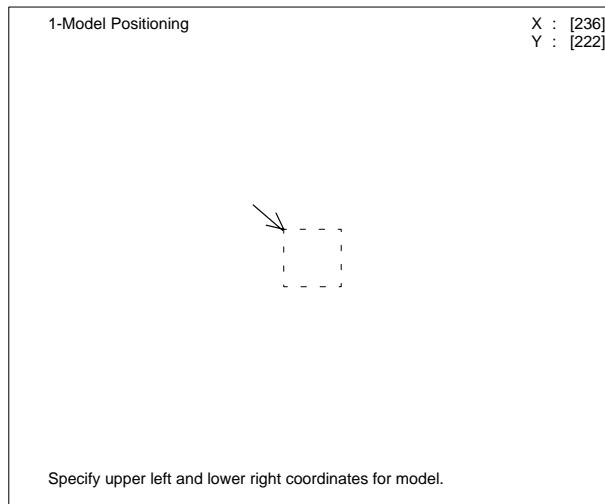 1-Model Positioning
X : [236]
Y : [222]
Specify upper left and lower right coordinates for model.